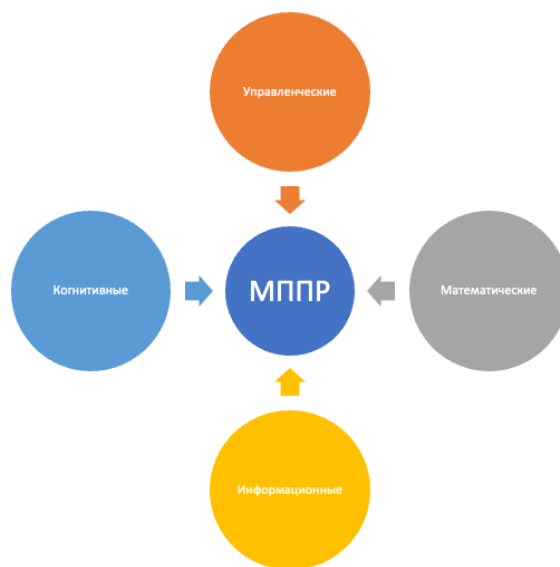 Управленческие
Когнитивные
МППР
Математические
Информационные